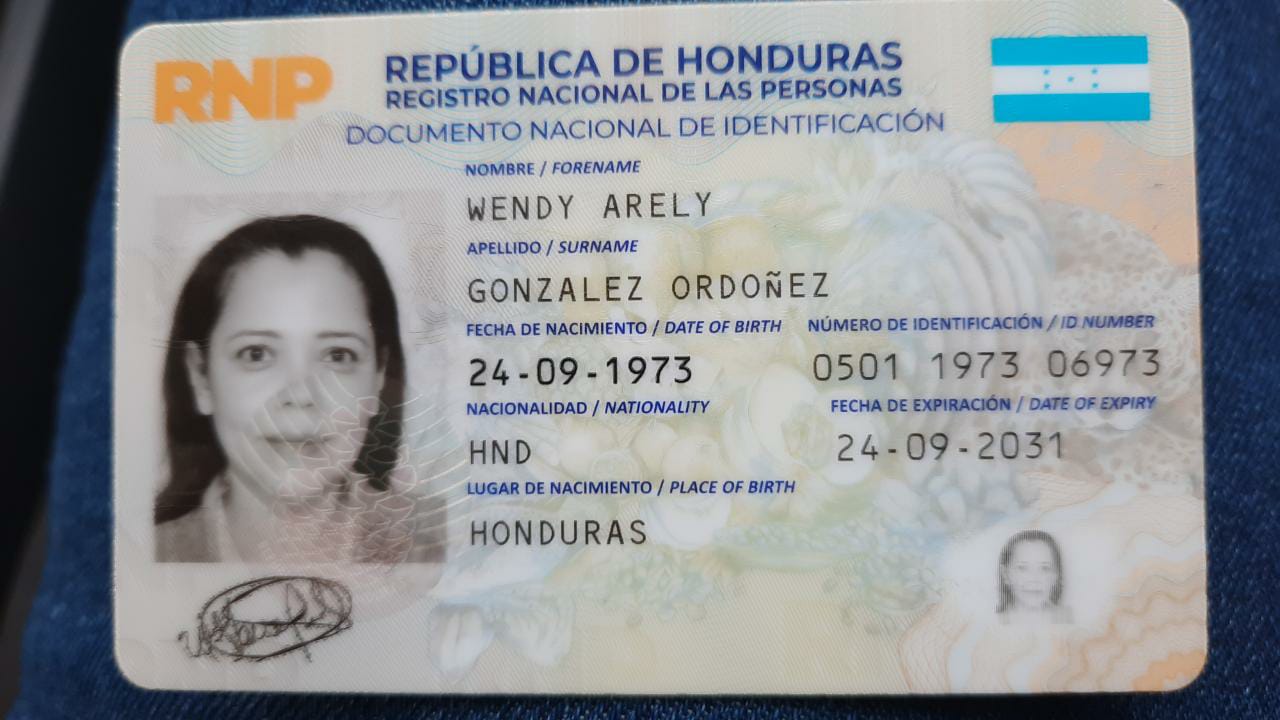 RNP
REPÚBLICA DE HONDURAS
REGISTRO NACIONAL DE LAS PERSONAS
DOCUMENTO NACIONAL DE IDENTIFICACIÓN
NOMBRE / FORENAME
WENDY ARELY
APELLIDO / SURNAME
GONZALEZ ORDOÑEZ
FECHA DE NACIMIENTO / DATE OF BIRTH NÚMERO DE IDENTIFICACIÓN / ID NUMBER
24-09-1973 0501 1973 06973
NACIONALIDAD / NATIONALITY FECHA DE EXPIRACIÓN / DATE OF EXPIRY
HND 24-09-2031
LUGAR DE NACIMIENTO / PLACE OF BIRTH
HONDURAS